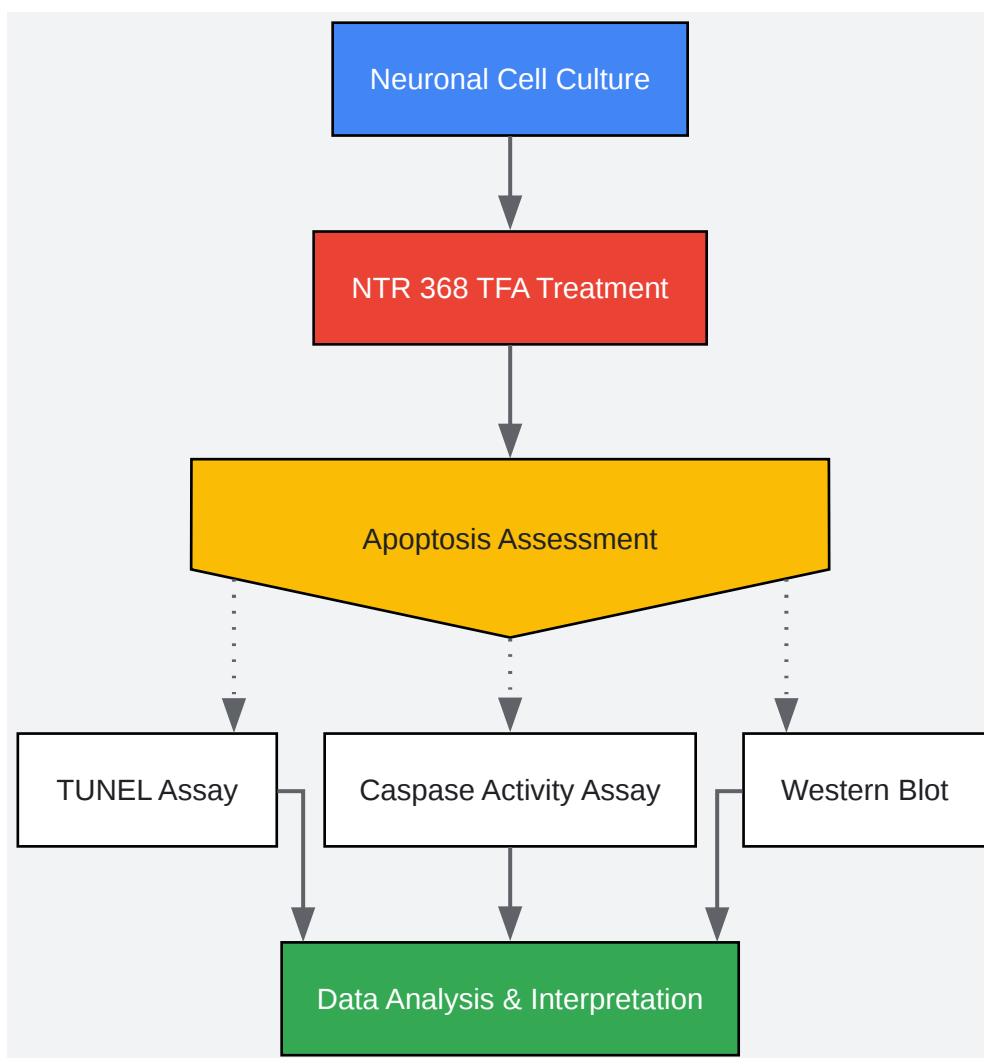 Neuronal Cell Culture
NTR 368 TFA Treatment
Apoptosis Assessment
TUNEL Assay
Caspase Activity Assay
Western Blot
Data Analysis & Interpretation